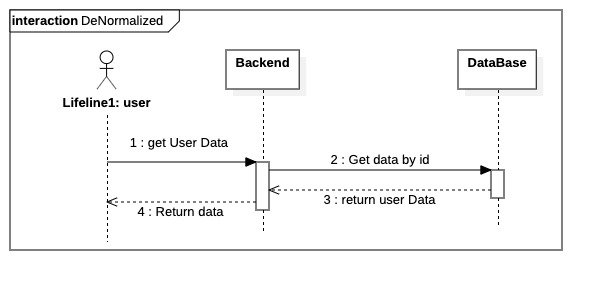 interaction DeNormalized
Backend
DataBase
Lifeline1: user
1 : get User Data
2 : Get data by id
3 : return user Data
4 : Return data